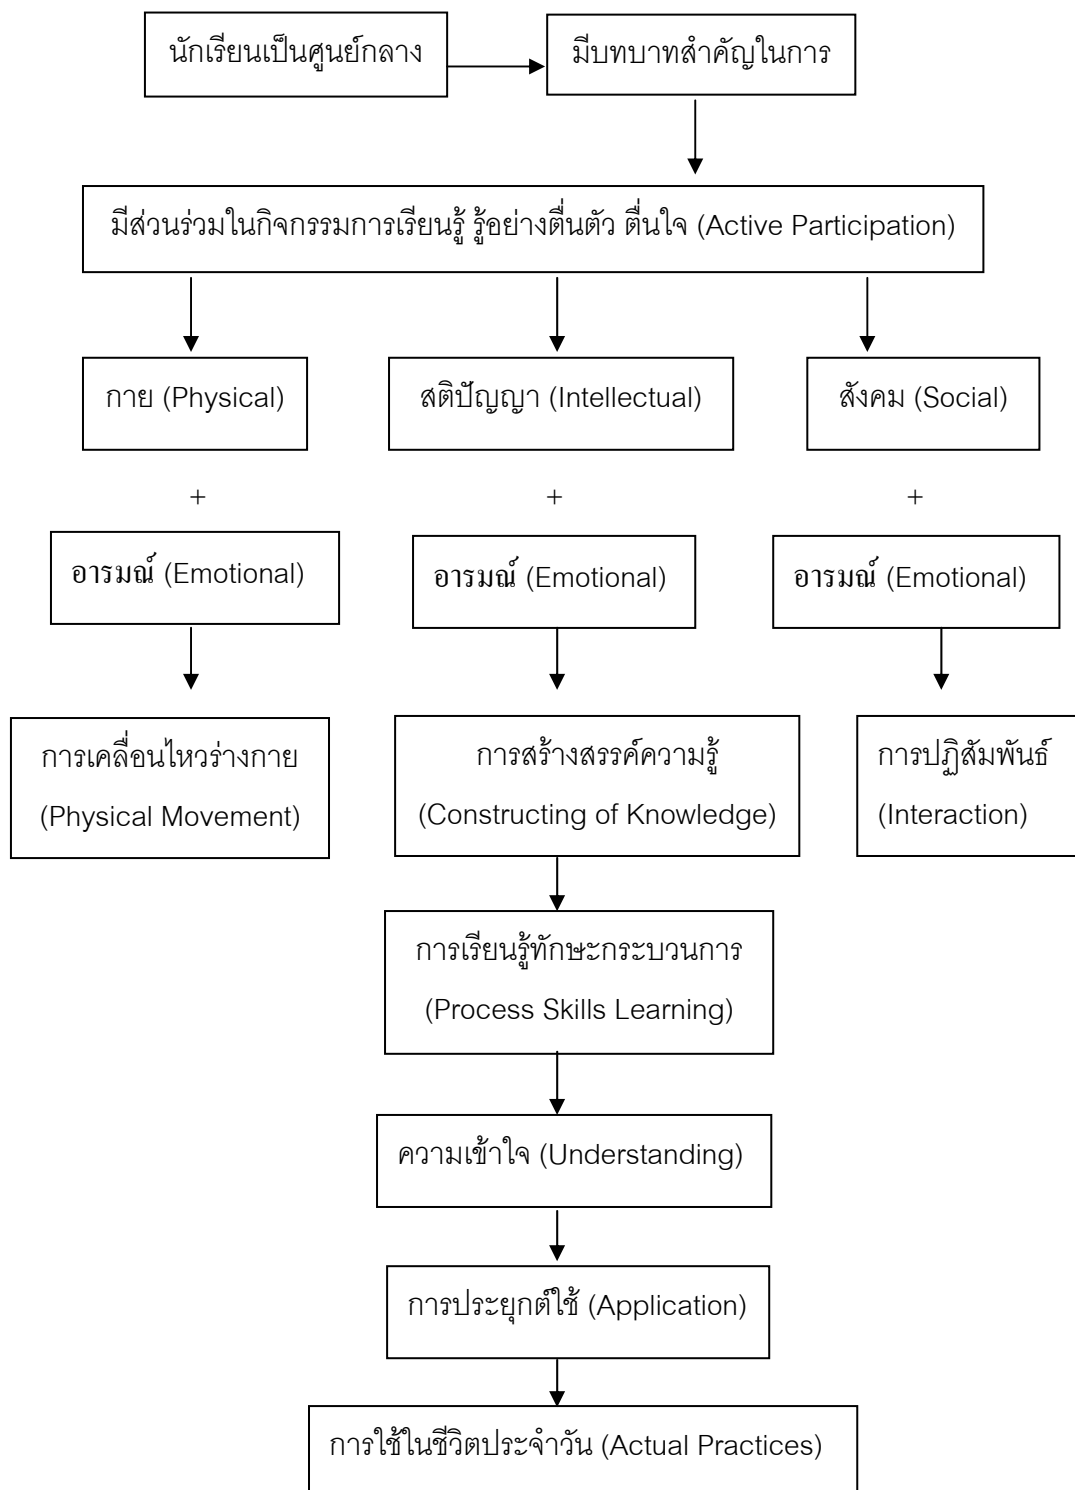 นักเรียนเป็นศูนย์กลาง
มีบทบาทสำคัญในการ
มีส่วนร่วมในกิจกรรมการเรียนรู้ รู้อย่างตื่นตัว ตื่นใจ (Active Participation)
กาย (Physical)
สติปัญญา (Intellectual)
สังคม (Social)
+
+
+
อารมณ์ (Emotional)
อารมณ์ (Emotional)
อารมณ์ (Emotional)
การเคลื่อนไหวร่างกาย
(Physical Movement)
การสร้างสรรค์ความรู้
(Constructing of Knowledge)
การปฏิสัมพันธ์
(Interaction)
การเรียนรู้ทักษะกระบวนการ
(Process Skills Learning)
ความเข้าใจ (Understanding)
การประยุกต์ใช้ (Application)
การใช้ในชีวิตประจำวัน (Actual Practices)